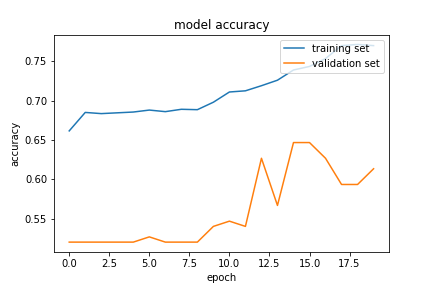 model accuracy
training set
validation set
accuracy
0.75
0.70
0.65
0.60
0.55
0.0 2.5 5.0 7.5 10.0 12.5 15.0 17.5
epoch